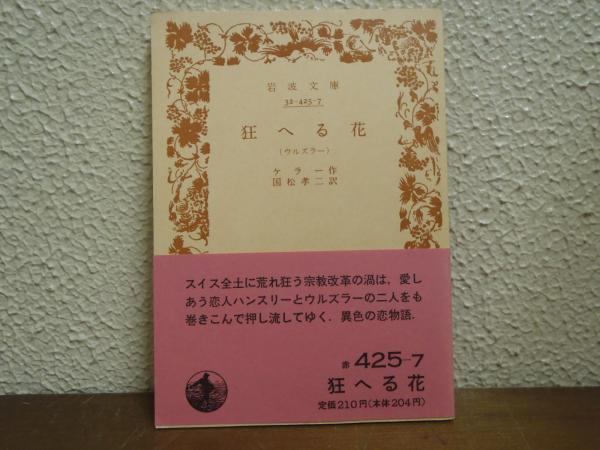 岩波文庫
32-425-7
狂へる花
(ウルズラー)
ケラー作
国松孝二訳
スイス全土に荒れ狂う宗教改革の渦は，愛し
あう恋人ハンスリーとウルズラーの二人をも
巻きこんで押し流してゆく．異色の恋物語．
赤 425-7
狂へる花
定価210円(本体204円)